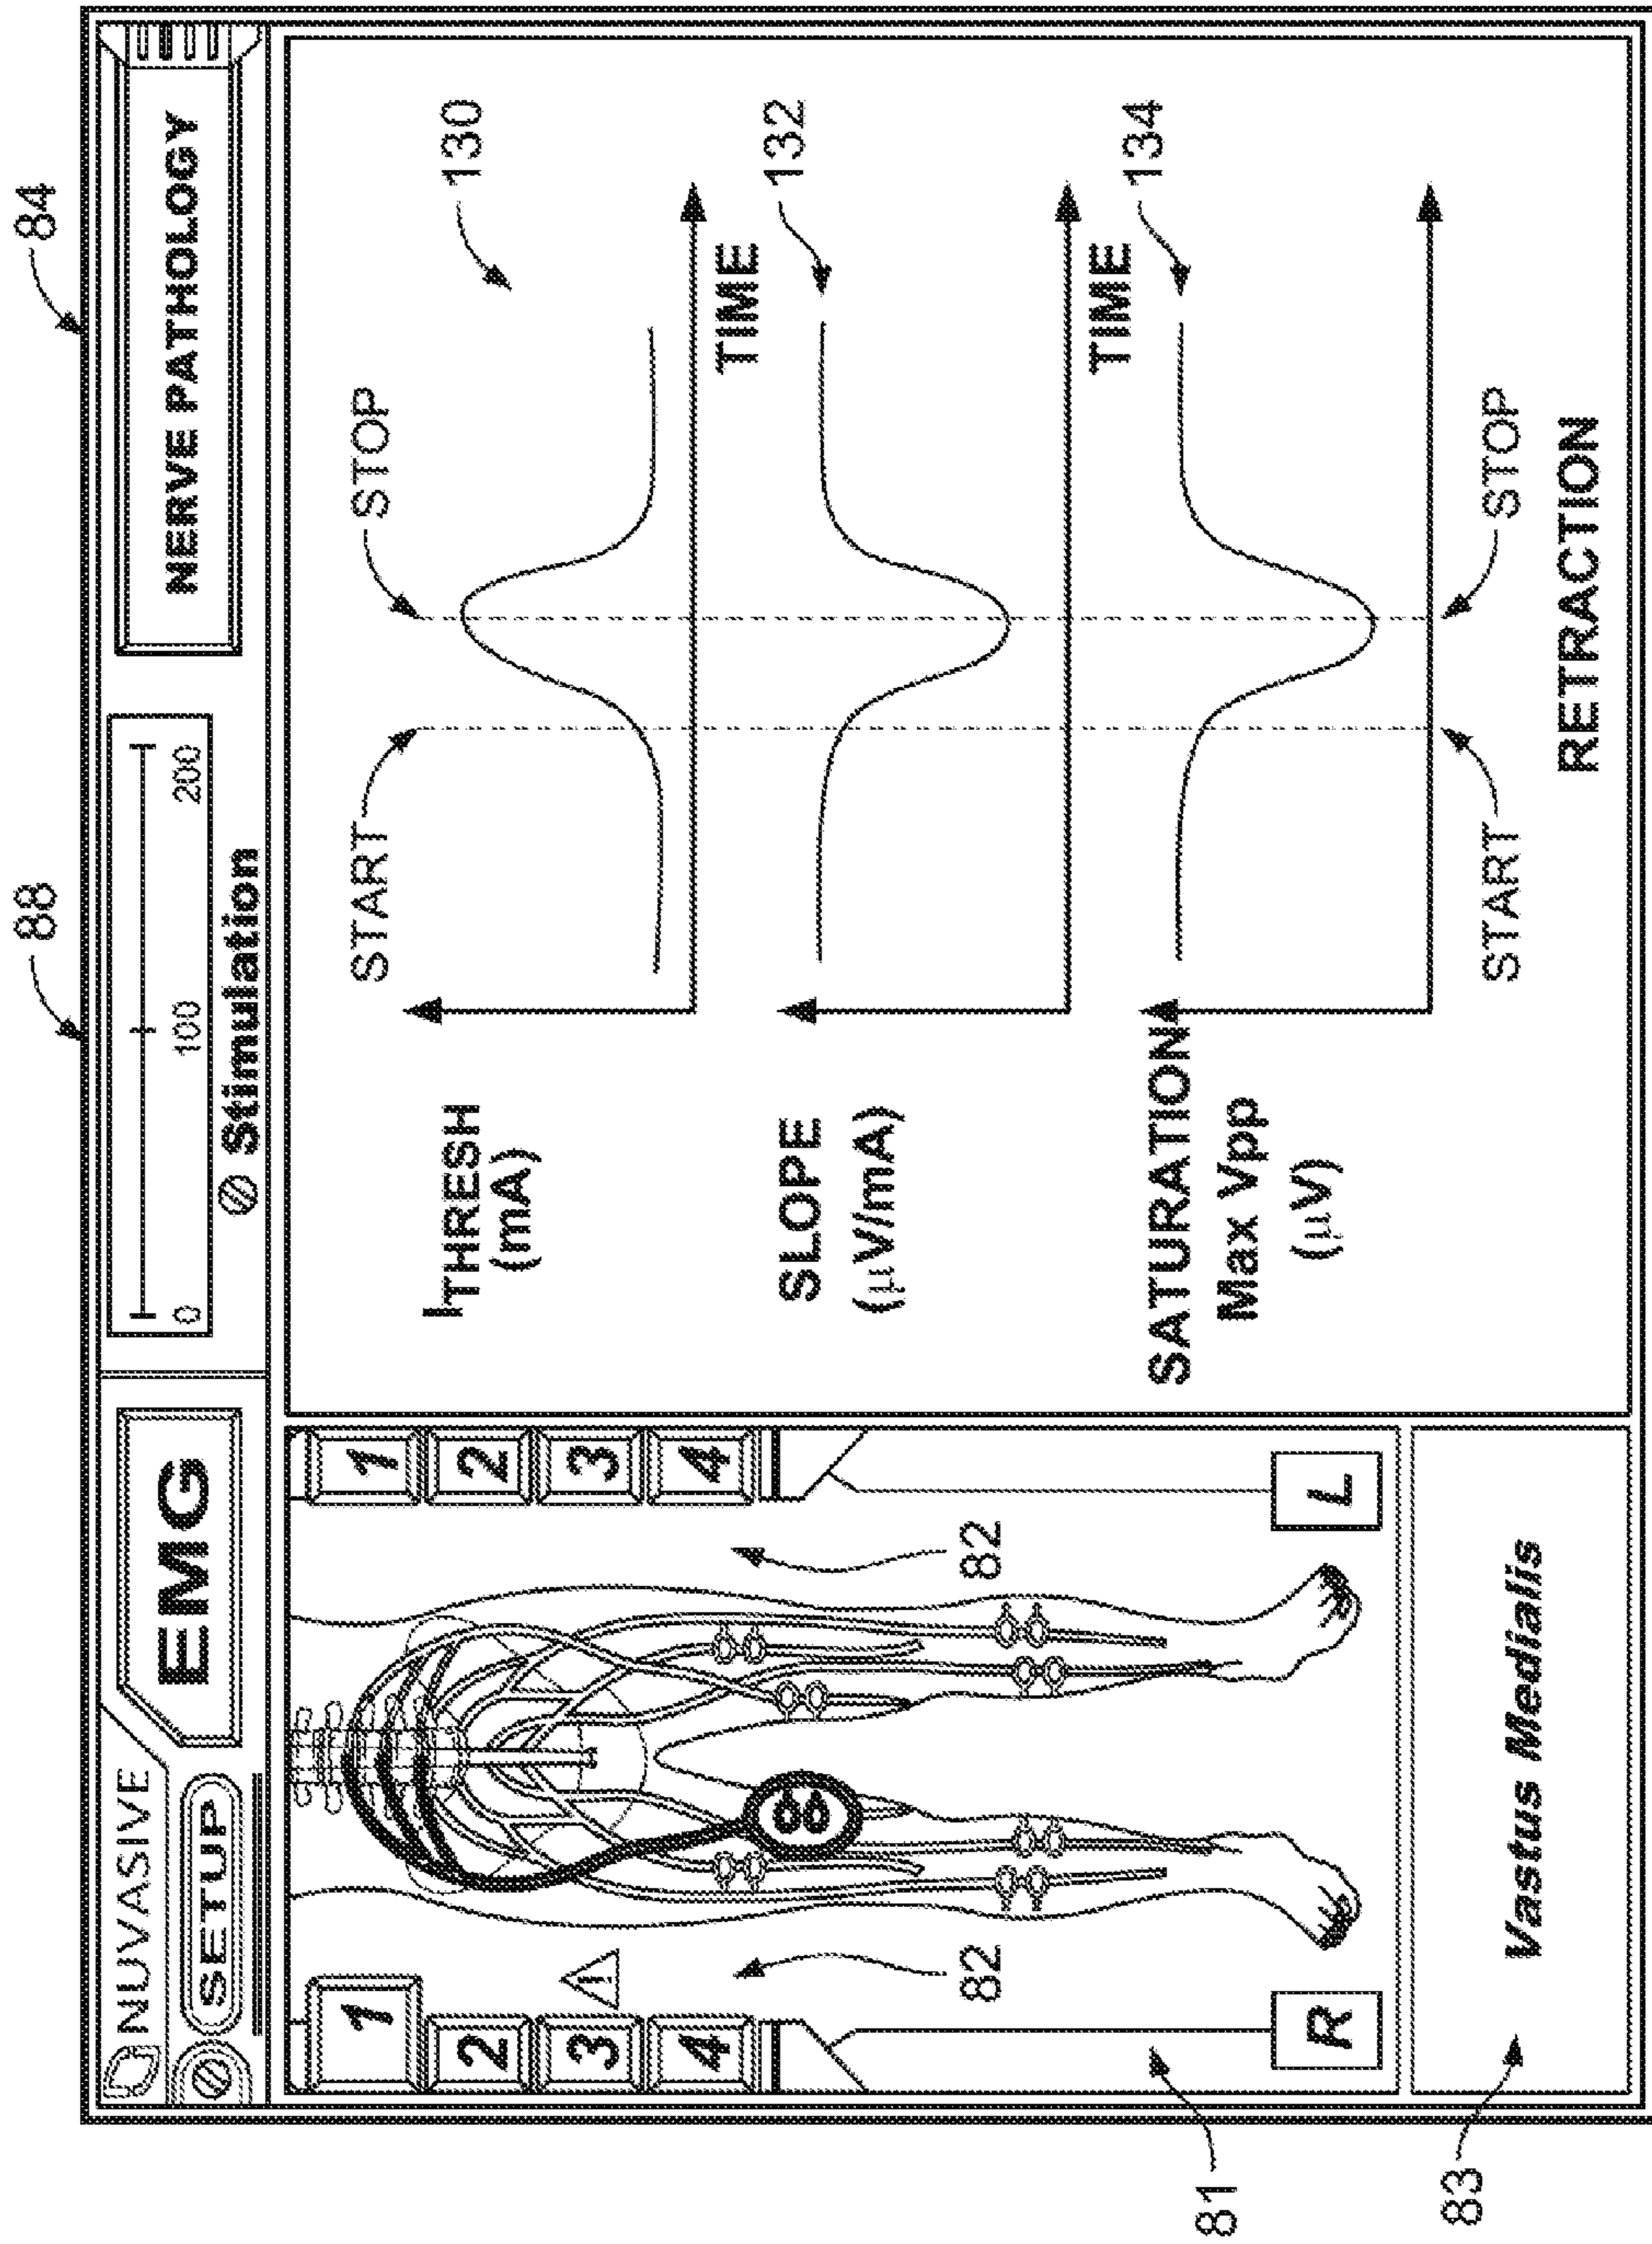 88
84
NUVASIVE
SETUP
EMG
0 100 200
Stimulation
NERVE PATHOLOGY
1
2
3
4
1
2
3
4
82
82
R
L
81
83
Vastus Medialis
START
STOP
130
ITHRESH
(mA)
TIME
132
SLOPE
(μV/mA)
TIME
134
SATURATION
Max Vpp
(μV)
START
STOP
RETRACTION